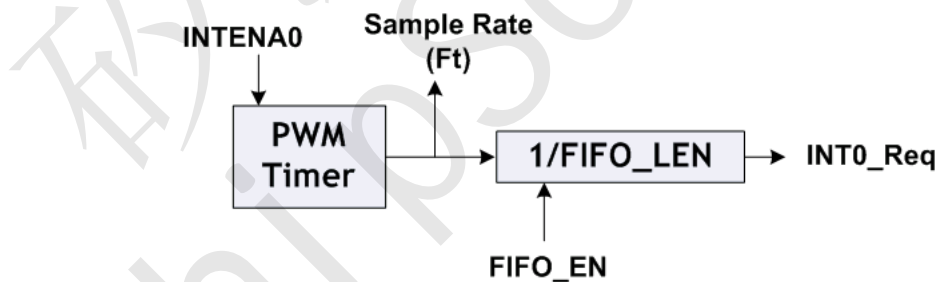 INTENA0
Sample Rate
(Ft)
PWM
Timer
1/FIFO_LEN
INT0_Req
FIFO_EN